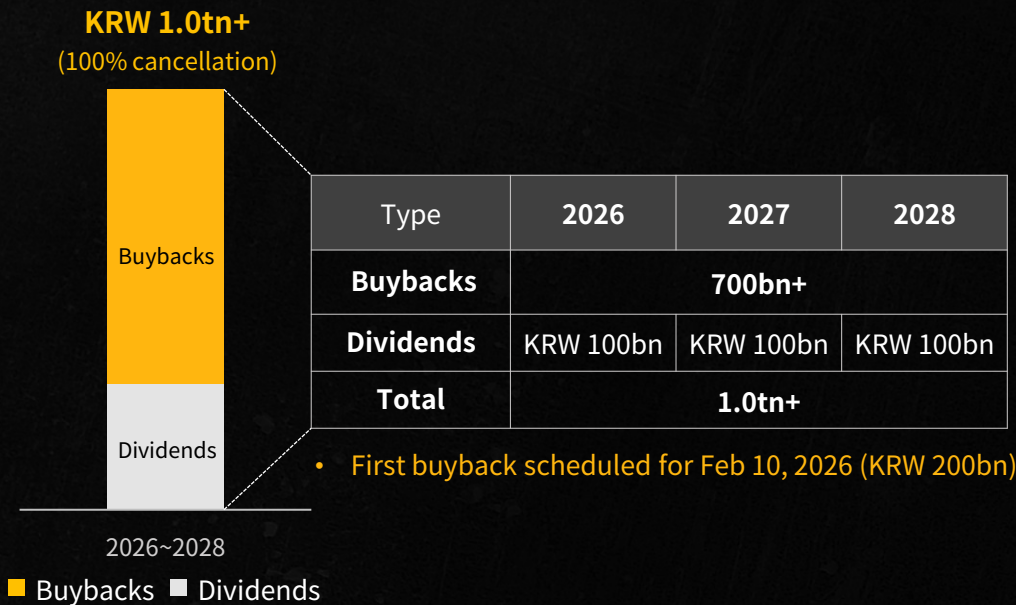 KRW 1.0tn+
(100% cancellation)
Buybacks
Dividends
2026~2028
Buybacks Dividends
Type 2026 2027 2028
Buybacks 700bn+
Dividends KRW 100bn KRW 100bn KRW 100bn
Total 1.0tn+
• First buyback scheduled for Feb 10, 2026 (KRW 200bn)